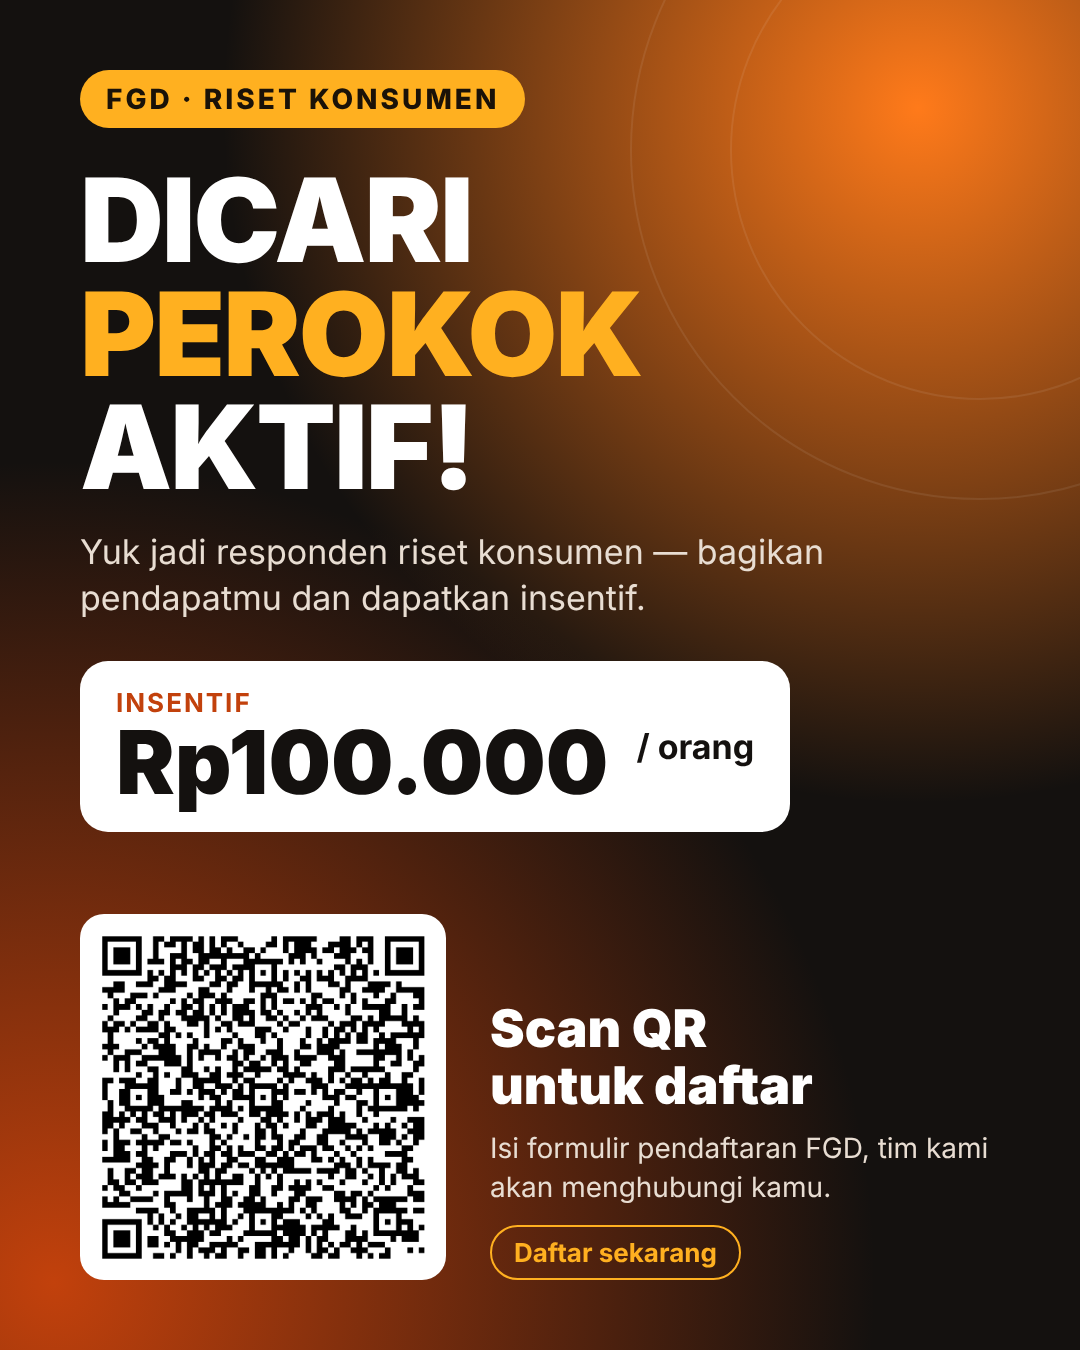 FGD · RISET KONSUMEN
DICARI
PEROKOK
AKTIF!
Yuk jadi responden riset konsumen — bagikan
pendapatmu dan dapatkan insentif.
INSENTIF
Rp100.000 / orang
Scan QR
untuk daftar
Isi formulir pendaftaran FGD, tim kami
akan menghubungi kamu.
Daftar sekarang